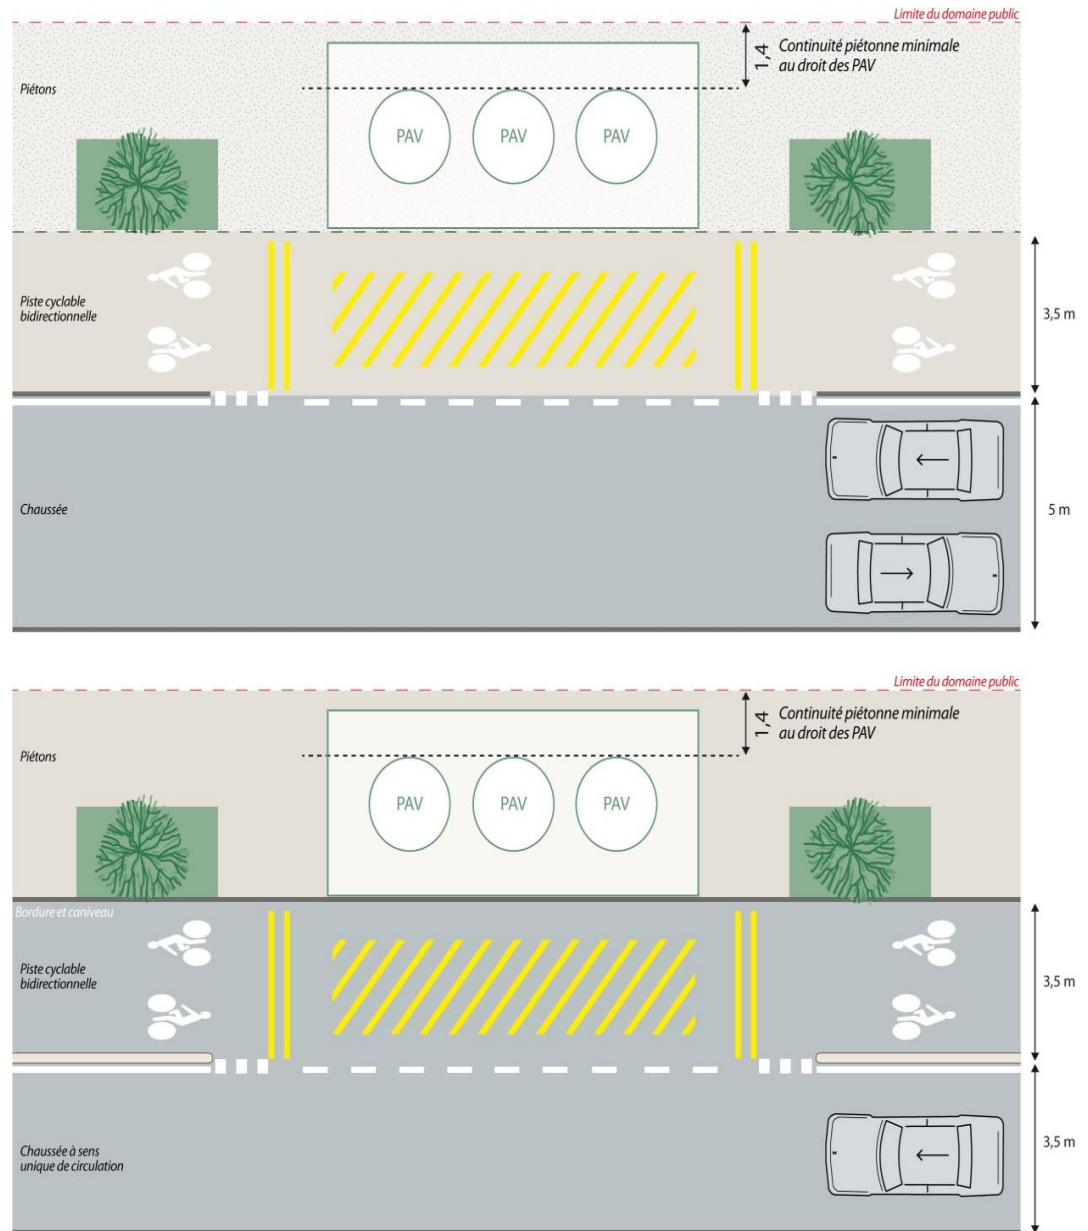 Limite du domaine public
1,4
Continuité piétonne minimale
au droit des PAV
Piétons
PAV
PAV
PAV
Piste cyclable
bidirectionnelle
3,5 m
Chaussée
5 m
Limite du domaine public
1,4
Continuité piétonne minimale
au droit des PAV
Piétons
PAV
PAV
PAV
Bordure et caniveau
Piste cyclable
bidirectionnelle
3,5 m
Chaussée à sens
unique de circulation
3,5 m